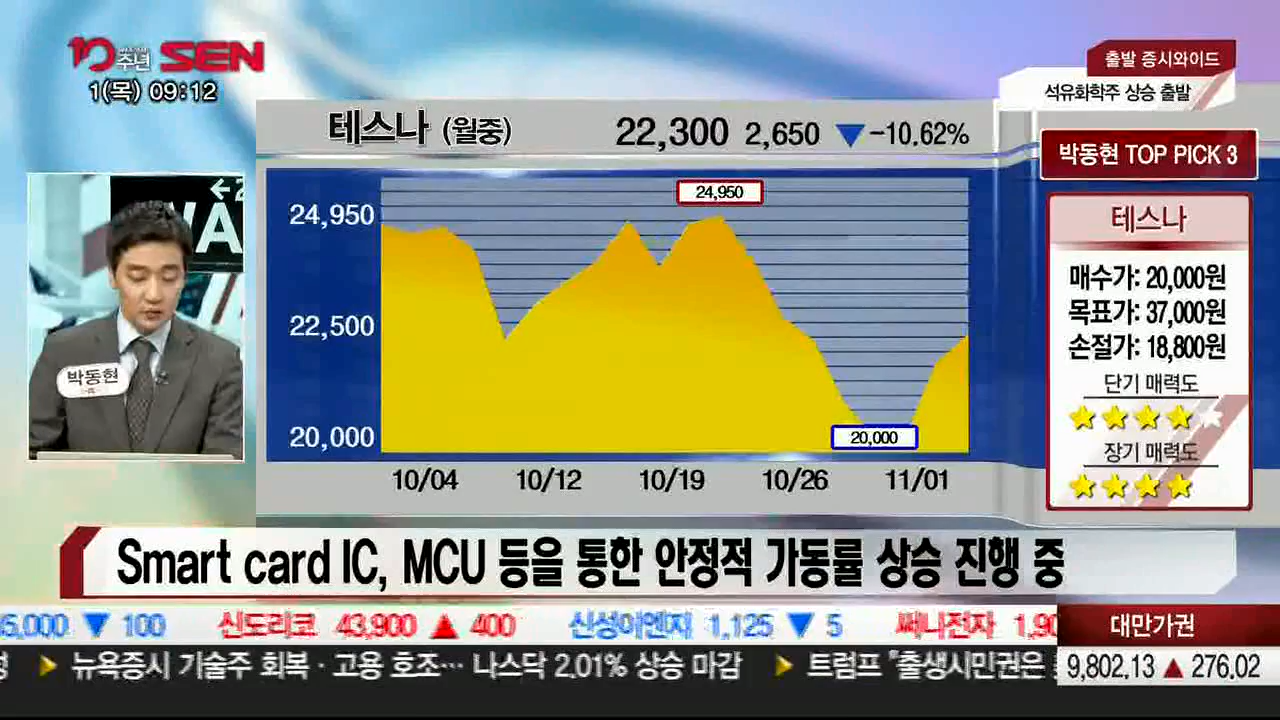 10주년 SEN
1(목) 09:12
출발 증시와이드
석유화학주 상승 출발
테스나 (월중) 22,300 2,650 ▼-10.62%
박동현 TOP PICK 3
테스나
매수가: 20,000원
목표가: 37,000원
손절가: 18,800원
단기 매력도
★★★★★
장기 매력도
★★★★
24,950
24,950
22,500
20,000
20,000
10/04 10/12 10/19 10/26 11/01
WA
박동현
Smart card IC, MCU 등을 통한 안정적 가동률 상승 진행 중
5,000 ▼ 100 신도리코 43,900 ▲ 400 신성이엔지 1,125 ▼ 5 써니전자 1,90
대만가권
▶ 뉴욕증시 기술주 회복·고용 호조… 나스닥 2.01% 상승 마감 ▶ 트럼프 "출생시민권은
9,802.13 ▲ 276.02